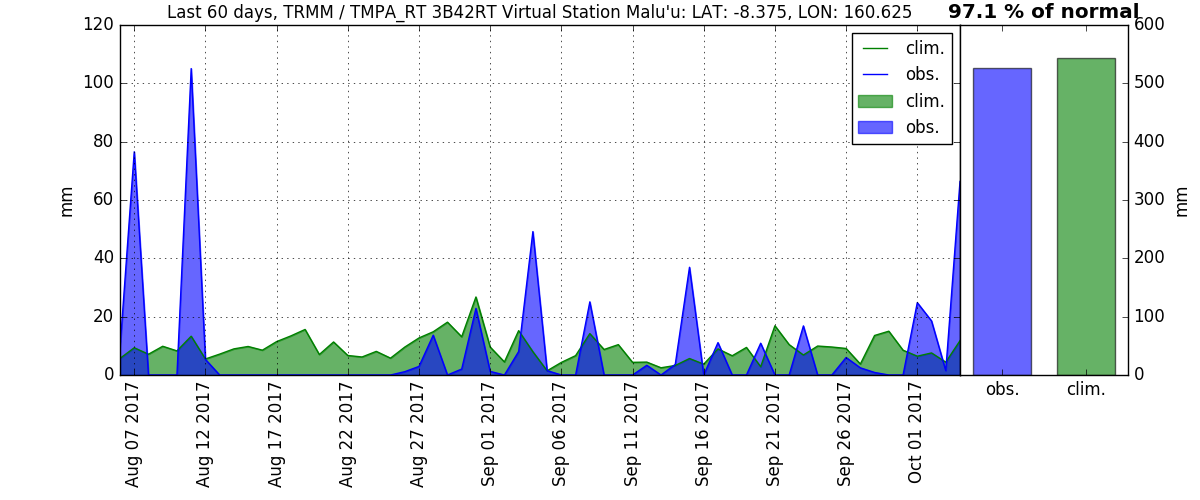 Last 60 days, TRMM / TMPA_RT 3B42RT Virtual Station Malu'u: LAT: -8.375, LON: 160.625
97.1 % of normal
120
100
80
60
40
20
0
mm
clim.
obs.
clim.
obs.
600
500
400
300
200
100
0
mm
Aug 07 2017
Aug 12 2017
Aug 17 2017
Aug 22 2017
Aug 27 2017
Sep 01 2017
Sep 06 2017
Sep 11 2017
Sep 16 2017
Sep 21 2017
Sep 26 2017
Oct 01 2017
obs.
clim.